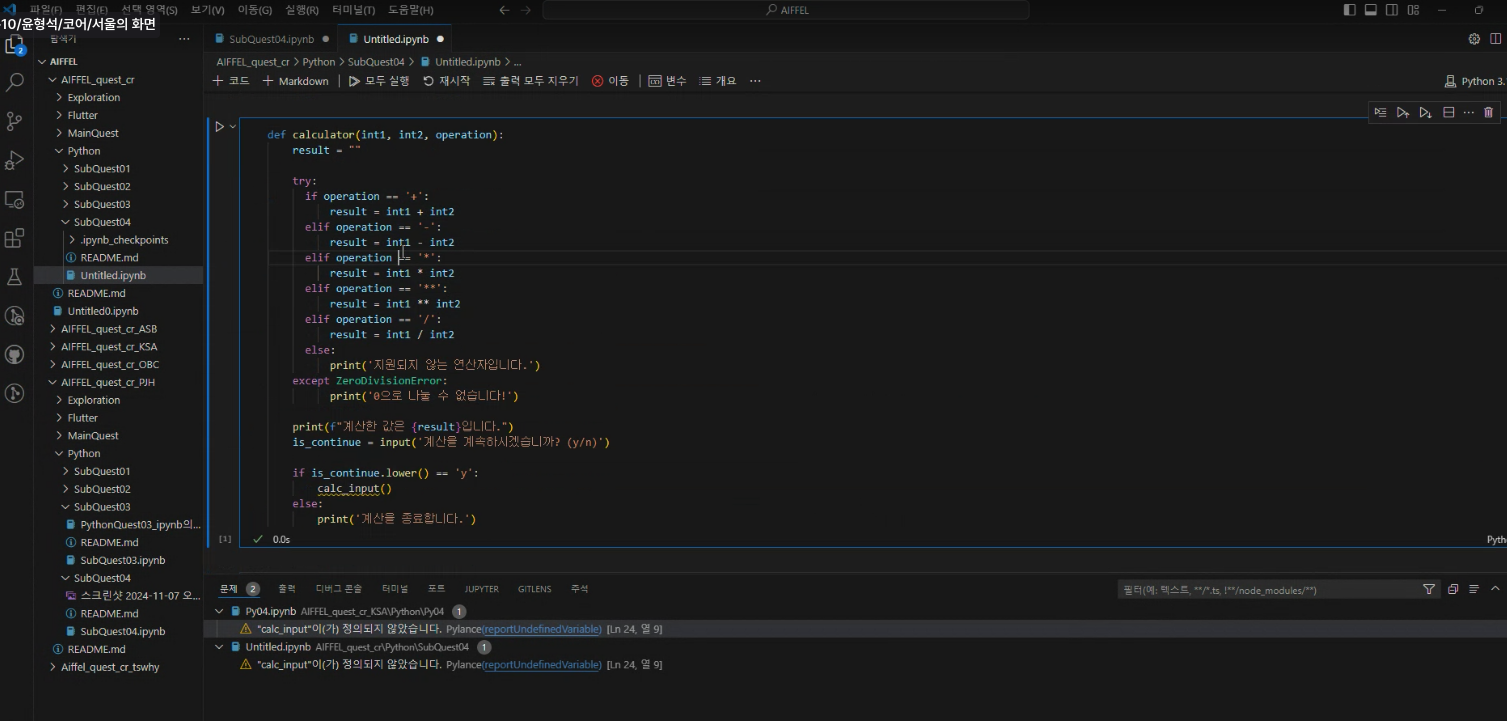 파일(F) 편집(E) 선택 영역(S) 보기(V) 이동(G) 실행(R) 터미널(T) 도움말(H) AIFFEL
10/윤형석/코어/서울의 화면
탐색기
2
AIFFEL
AIFFEL_quest_cr
Exploration
Flutter
MainQuest
Python
SubQuest01
SubQuest02
SubQuest03
SubQuest04
.ipynb_checkpoints
README.md
Untitled.ipynb
README.md
Untitled0.ipynb
AIFFEL_quest_cr_ASB
AIFFEL_quest_cr_KSA
AIFFEL_quest_cr_OBC
AIFFEL_quest_cr_PJH
Exploration
Flutter
MainQuest
Python
SubQuest01
SubQuest02
SubQuest03
PythonQuest03_ipynb의...
README.md
SubQuest03.ipynb
SubQuest04
스크린샷 2024-11-07 오...
README.md
SubQuest04.ipynb
README.md
Aiffel_quest_cr_tswhy
SubQuest04.ipynb Untitled.ipynb
AIFFEL_quest_cr > Python > SubQuest04 > Untitled.ipynb > ...
+ 코드 + Markdown 모두 실행 재시작 출력 모두 지우기 이동 변수 개요 ... Python 3.
def calculator(int1, int2, operation):
result = ""
try:
if operation == '+':
result = int1 + int2
elif operation == '-':
result = int1 - int2
elif operation == '*':
result = int1 * int2
elif operation == '**':
result = int1 ** int2
elif operation == '/':
result = int1 / int2
else:
print('지원되지 않는 연산자입니다.')
except ZeroDivisionError:
print('0으로 나눌 수 없습니다!')
print(f"계산한 값은 {result}입니다.")
is_continue = input('계산을 계속하시겠습니까? (y/n)')
if is_continue.lower() == 'y':
calc_input()
else:
print('계산을 종료합니다.')
[1] 0.0s Pyth
문제 2 출력 디버그 콘솔 터미널 포트 JUPYTER GITLENS 주석 필터(예: 텍스트, **/*.ts, !**/node_modules/**)
Py04.ipynb AIFFEL_quest_cr_KSA\Python\Py04 1
"calc_input"이(가) 정의되지 않았습니다. Pylance(reportUndefinedVariable) [Ln 24, 열 9]
Untitled.ipynb AIFFEL_quest_cr\Python\SubQuest04 1
"calc_input"이(가) 정의되지 않았습니다. Pylance(reportUndefinedVariable) [Ln 24, 열 9]